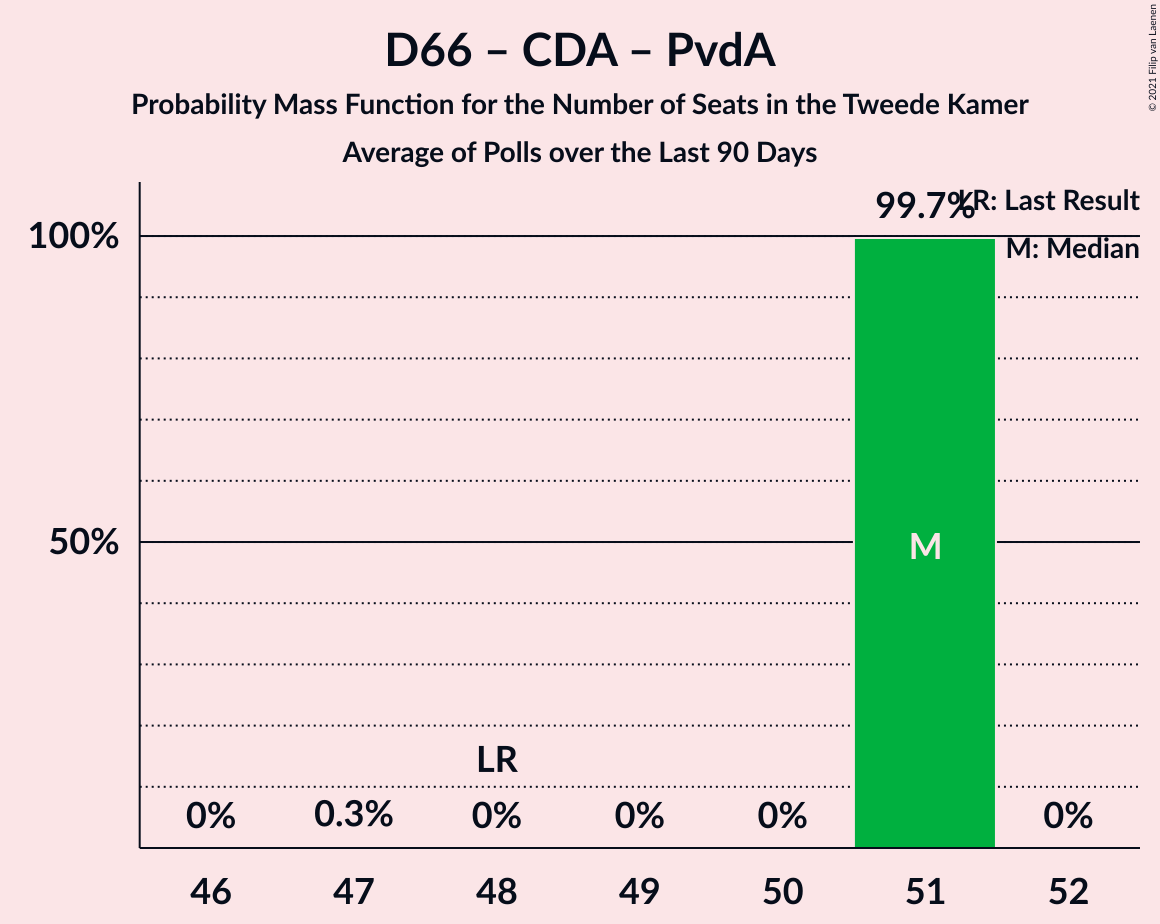 D66 – CDA – PvdA
Probability Mass Function for the Number of Seats in the Tweede Kamer
Average of Polls over the Last 90 Days
© 2021 Filip van Laenen
99.7%
LR: Last Result
M: Median
100%
50%
M
LR
0% 0.3% 0% 0% 0% 0%
46 47 48 49 50 51 52